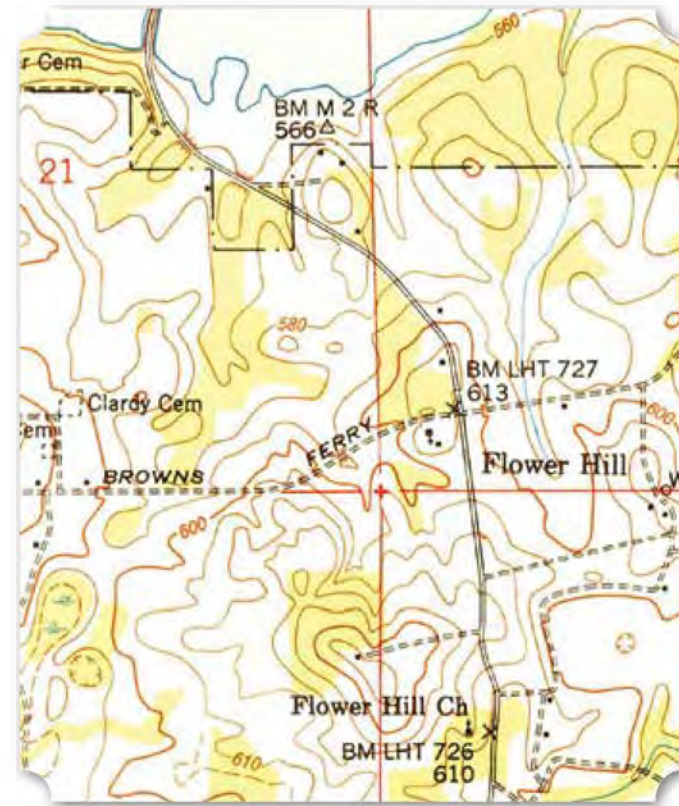 560
r Cem
BM M 2 R
566
21
580
BM LHT 727
613
Clardy Cem
600
Cem
FERRY
BROWNS
Flower Hill
W
600
Flower Hill Ch
BM LHT 726
610
610